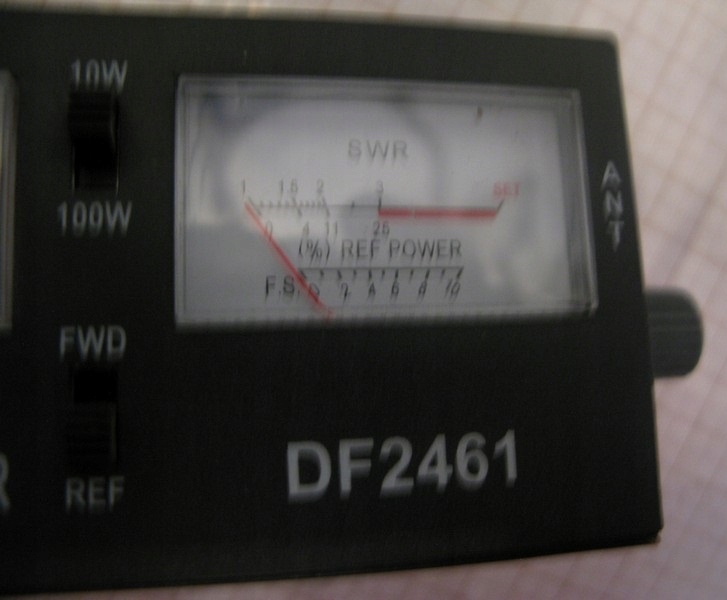 10W
100W
FWD
REF
SWR
1 1.5 2 3 SET
0 4 11 25
(%) REF POWER
F.S. 0 2 4 6 8 10
ANT
DF2461
R